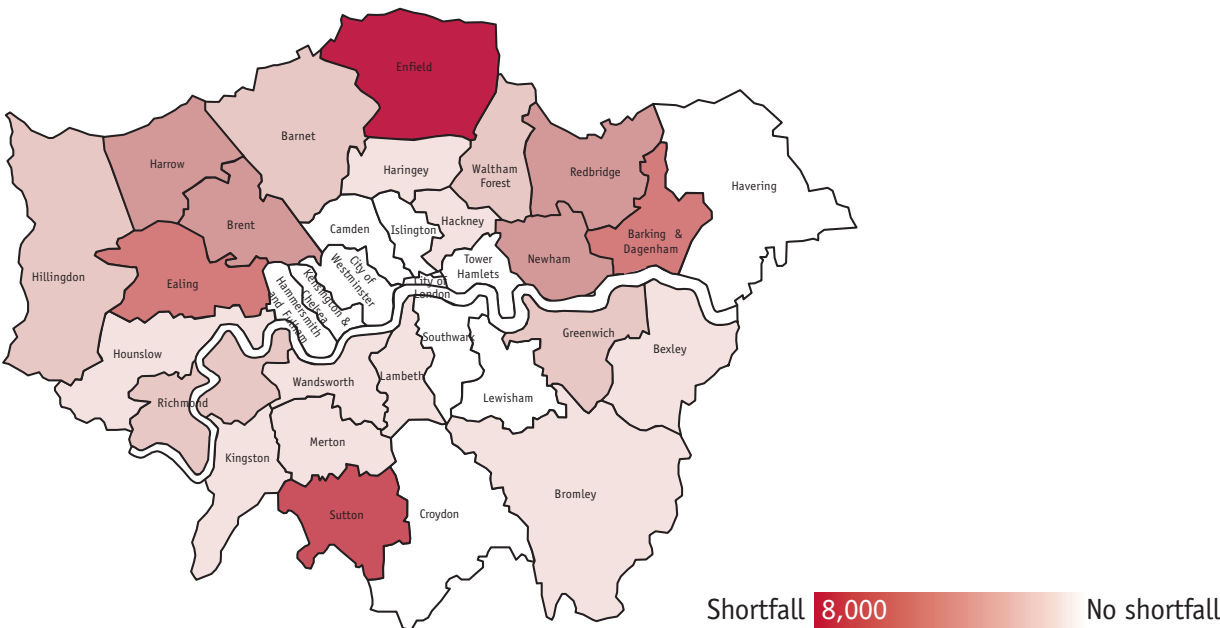 Enfield
Barnet
Harrow
Haringey
Waltham
Forest
Redbridge
Havering
Brent
Camden
Islington
Hackney
Barking &
Dagenham
Hillingdon
Ealing
City of
Westminster
Kensington &
Chelsea
Hammersmith
and Fulham
City of
London
Tower
Hamlets
Newham
Hounslow
Richmond
Wandsworth
Lambeth
Southwark
Lewisham
Greenwich
Bexley
Kingston
Merton
Sutton
Croydon
Bromley
Shortfall 8,000 No shortfall